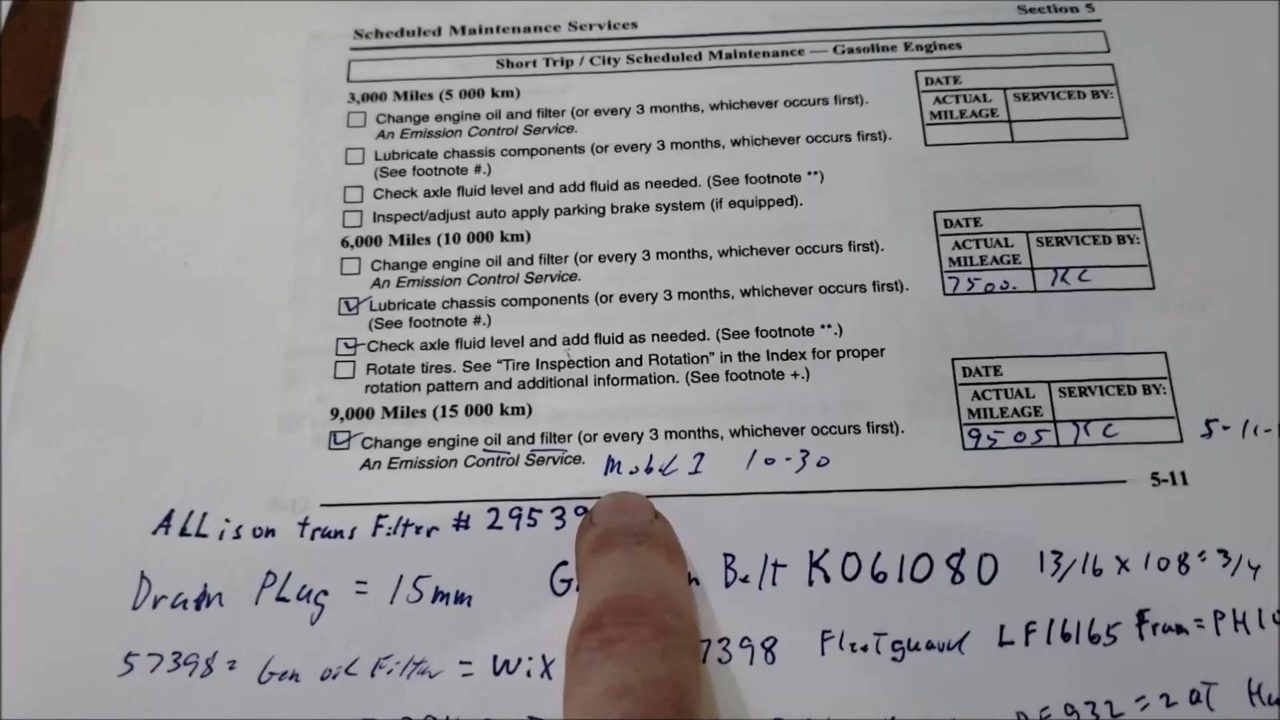 Scheduled Maintenance Services
Section 5
Short Trip / City Scheduled Maintenance — Gasoline Engines
3,000 Miles (5 000 km)
Change engine oil and filter (or every 3 months, whichever occurs first).
An Emission Control Service.
Lubricate chassis components (or every 3 months, whichever occurs first).
(See footnote #.)
Check axle fluid level and add fluid as needed. (See footnote **)
Inspect/adjust auto apply parking brake system (if equipped).
DATE
ACTUAL MILEAGE
SERVICED BY:
6,000 Miles (10 000 km)
Change engine oil and filter (or every 3 months, whichever occurs first).
An Emission Control Service.
Lubricate chassis components (or every 3 months, whichever occurs first).
(See footnote #.)
Check axle fluid level and add fluid as needed. (See footnote **.)
Rotate tires. See “Tire Inspection and Rotation” in the Index for proper
rotation pattern and additional information. (See footnote +.)
DATE
ACTUAL MILEAGE
SERVICED BY:
7500. KC
9,000 Miles (15 000 km)
Change engine oil and filter (or every 3 months, whichever occurs first).
An Emission Control Service. Mobil 1 10-30
DATE
ACTUAL MILEAGE
SERVICED BY:
9505 KC
5-11
ALLison trans Filter # 29539
Drain PLug = 15mm
Belt K061080 13/16 x 108 = 3/4
57398 = Gen oil Filter = WiX 7398 FleeTguard LF16165 Fram = PH
= 2 QT